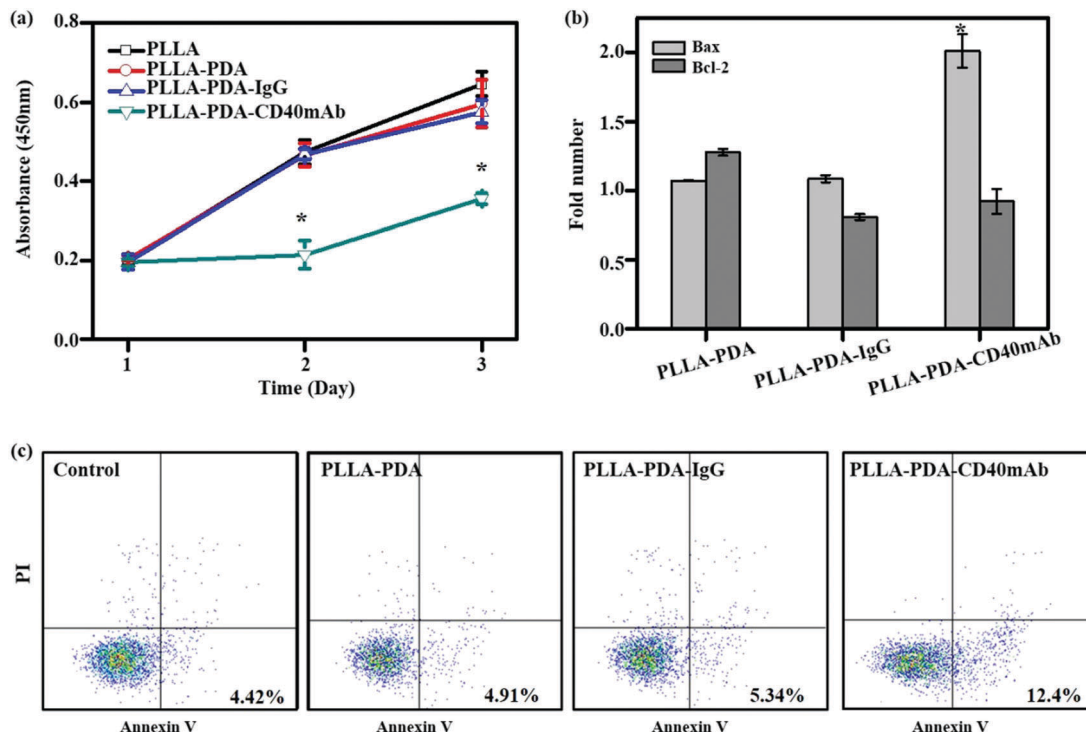 (a)
0.8
0.6
0.4
0.2
0.0
Absorbance (450nm)
PLLA
PLLA-PDA
PLLA-PDA-IgG
PLLA-PDA-CD40mAb
*
*
1 2 3
Time (Day)
(b)
2.0
1.5
1.0
0.5
0.0
Fold number
Bax
Bcl-2
*
PLLA-PDA
PLLA-PDA-IgG
PLLA-PDA-CD40mAb
(c)
PI
Control
4.42%
Annexin V
PLLA-PDA
4.91%
Annexin V
PLLA-PDA-IgG
5.34%
Annexin V
PLLA-PDA-CD40mAb
12.4%
Annexin V